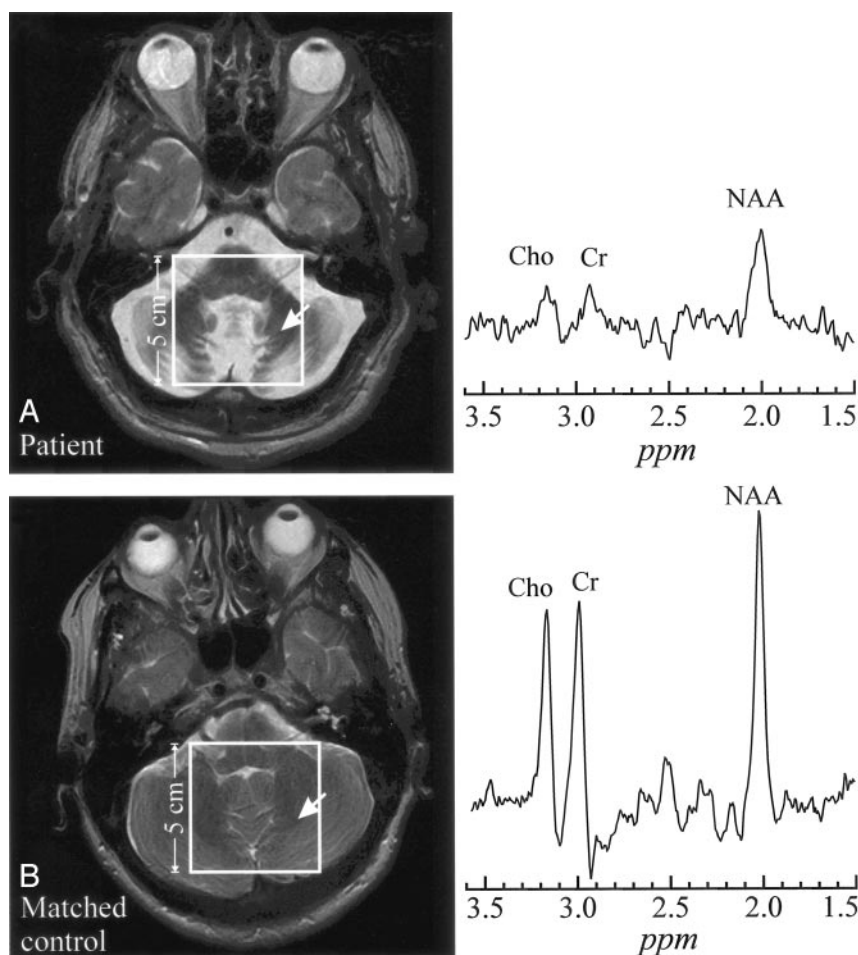 NAA
Cho
Cr
5 cm
A
Patient
3.5 3.0 2.5 2.0 1.5
ppm
NAA
Cho
Cr
5 cm
B
Matched
control
3.5 3.0 2.5 2.0 1.5
ppm